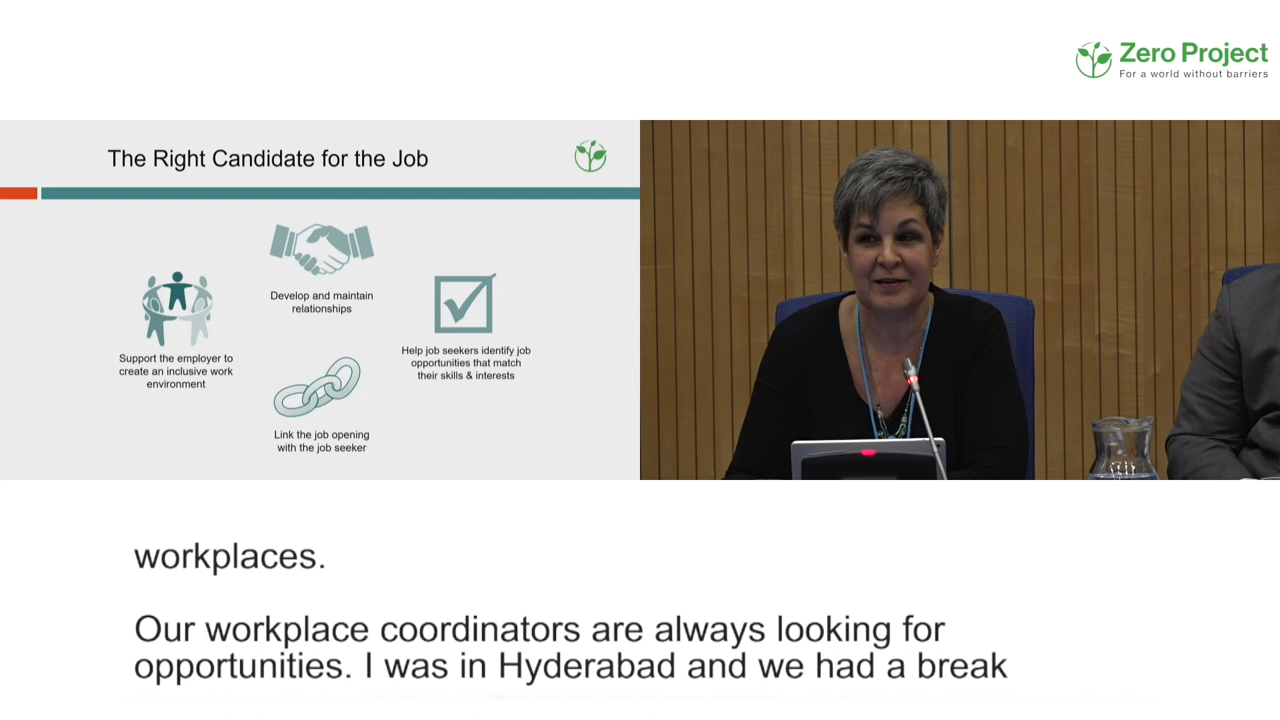 Zero Project
For a world without barriers
The Right Candidate for the Job
Develop and maintain
relationships
Support the employer to
create an inclusive work
environment
Help job seekers identify job
opportunities that match
their skills & interests
Link the job opening
with the job seeker
workplaces.
Our workplace coordinators are always looking for
opportunities. I was in Hyderabad and we had a break